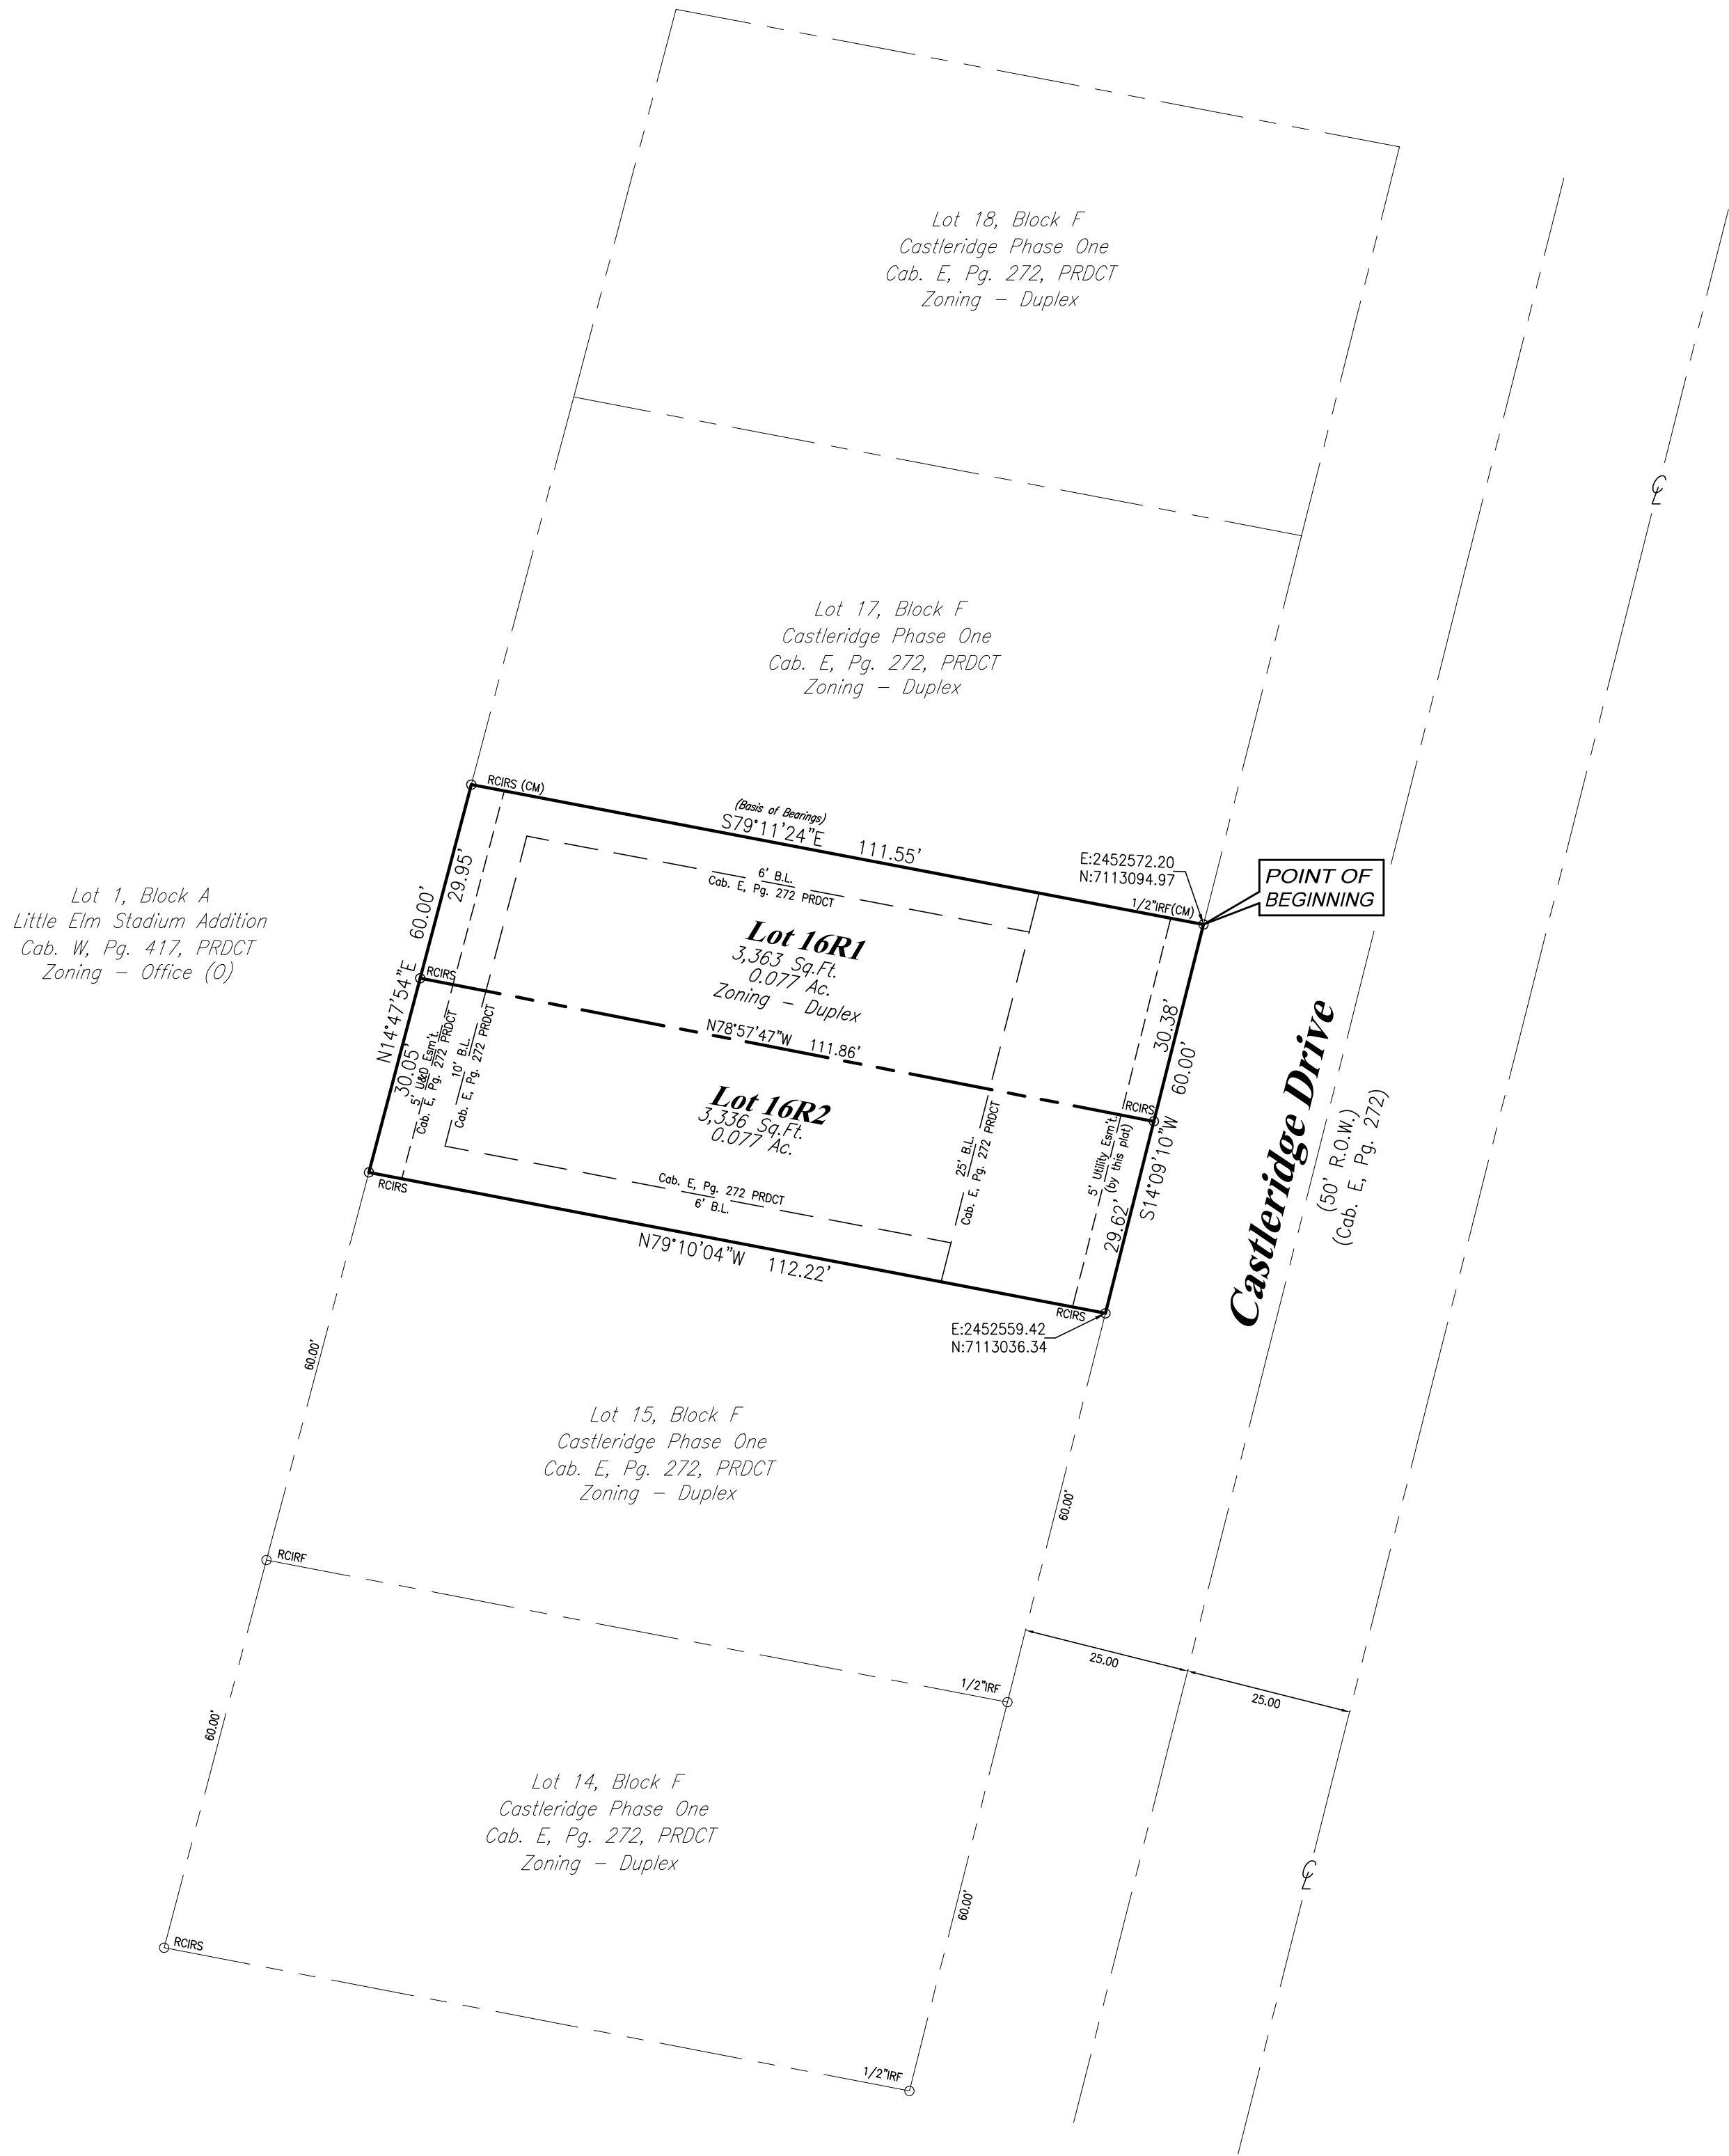 Lot 18, Block F
Castleridge Phase One
Cab. E, Pg. 272, PRDCT
Zoning – Duplex
℄
Lot 17, Block F
Castleridge Phase One
Cab. E, Pg. 272, PRDCT
Zoning – Duplex
RCIRS (CM)
(Basis of Bearings)
S79°11'24"E 111.55'
E:2452572.20
N:7113094.97
POINT OF
BEGINNING
1/2"IRF(CM)
6' B.L.
Cab. E, Pg. 272 PRDCT
Lot 1, Block A
Little Elm Stadium Addition
Cab. W, Pg. 417, PRDCT
Zoning – Office (O)
29.95'
N14°47'54"E 60.00'
30.05'
RCIRS
Lot 16R1
3,363 Sq.Ft.
0.077 Ac.
Zoning – Duplex
N78°57'47"W 111.86'
5' U&D Esm't.
Cab. E, Pg. 272 PRDCT
10' B.L.
Cab. E, Pg. 272 PRDCT
Lot 16R2
3,336 Sq.Ft.
0.077 Ac.
25' B.L.
Cab. E, Pg. 272 PRDCT
5' Utility Esm't.
(by this plat)
RCIRS
30.38'
S14°09'10"W 60.00'
29.62'
Castleridge Drive
(50' R.O.W.)
(Cab. E, Pg. 272)
Cab. E, Pg. 272 PRDCT
6' B.L.
RCIRS
N79°10'04"W 112.22'
RCIRS
E:2452559.42
N:7113036.34
60.00'
Lot 15, Block F
Castleridge Phase One
Cab. E, Pg. 272, PRDCT
Zoning – Duplex
60.00'
RCIRF
1/2"IRF
25.00
25.00
60.00'
Lot 14, Block F
Castleridge Phase One
Cab. E, Pg. 272, PRDCT
Zoning – Duplex
60.00'
℄
RCIRS
1/2"IRF